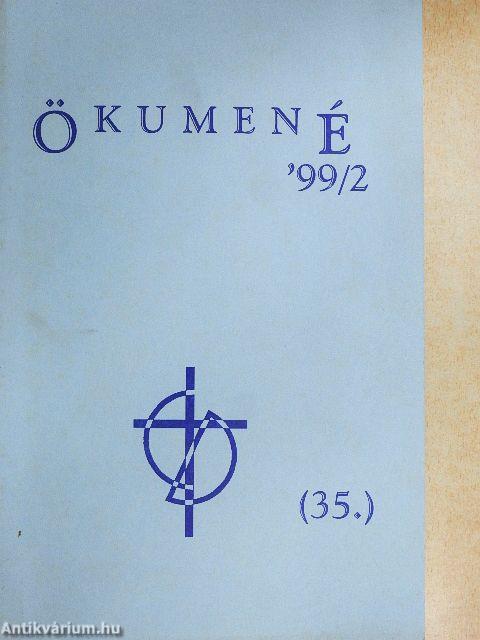 ÖKUMENÉ
'99/2
(35.)
Antikvárium.hu